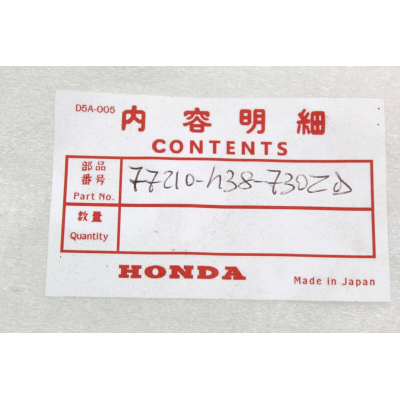 D5A-005
内容明細
CONTENTS
部品番号
Part No.
77210-h38-730ZD
数量
Quantity
HONDA
Made in Japan